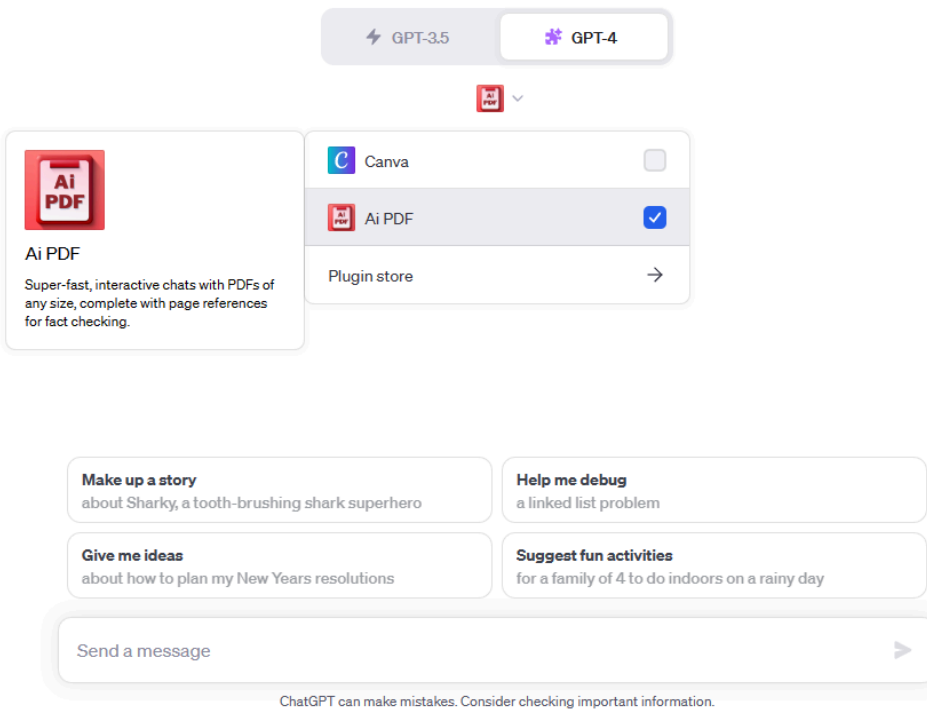 GPT-3.5
GPT-4
Ai
PDF
Canva
Ai
PDF
Ai PDF
Plugin store
Ai
PDF
Ai PDF
Super-fast, interactive chats with PDFs of
any size, complete with page references
for fact checking.
Make up a story
about Sharky, a tooth-brushing shark superhero
Help me debug
a linked list problem
Give me ideas
about how to plan my New Years resolutions
Suggest fun activities
for a family of 4 to do indoors on a rainy day
Send a message
ChatGPT can make mistakes. Consider checking important information.